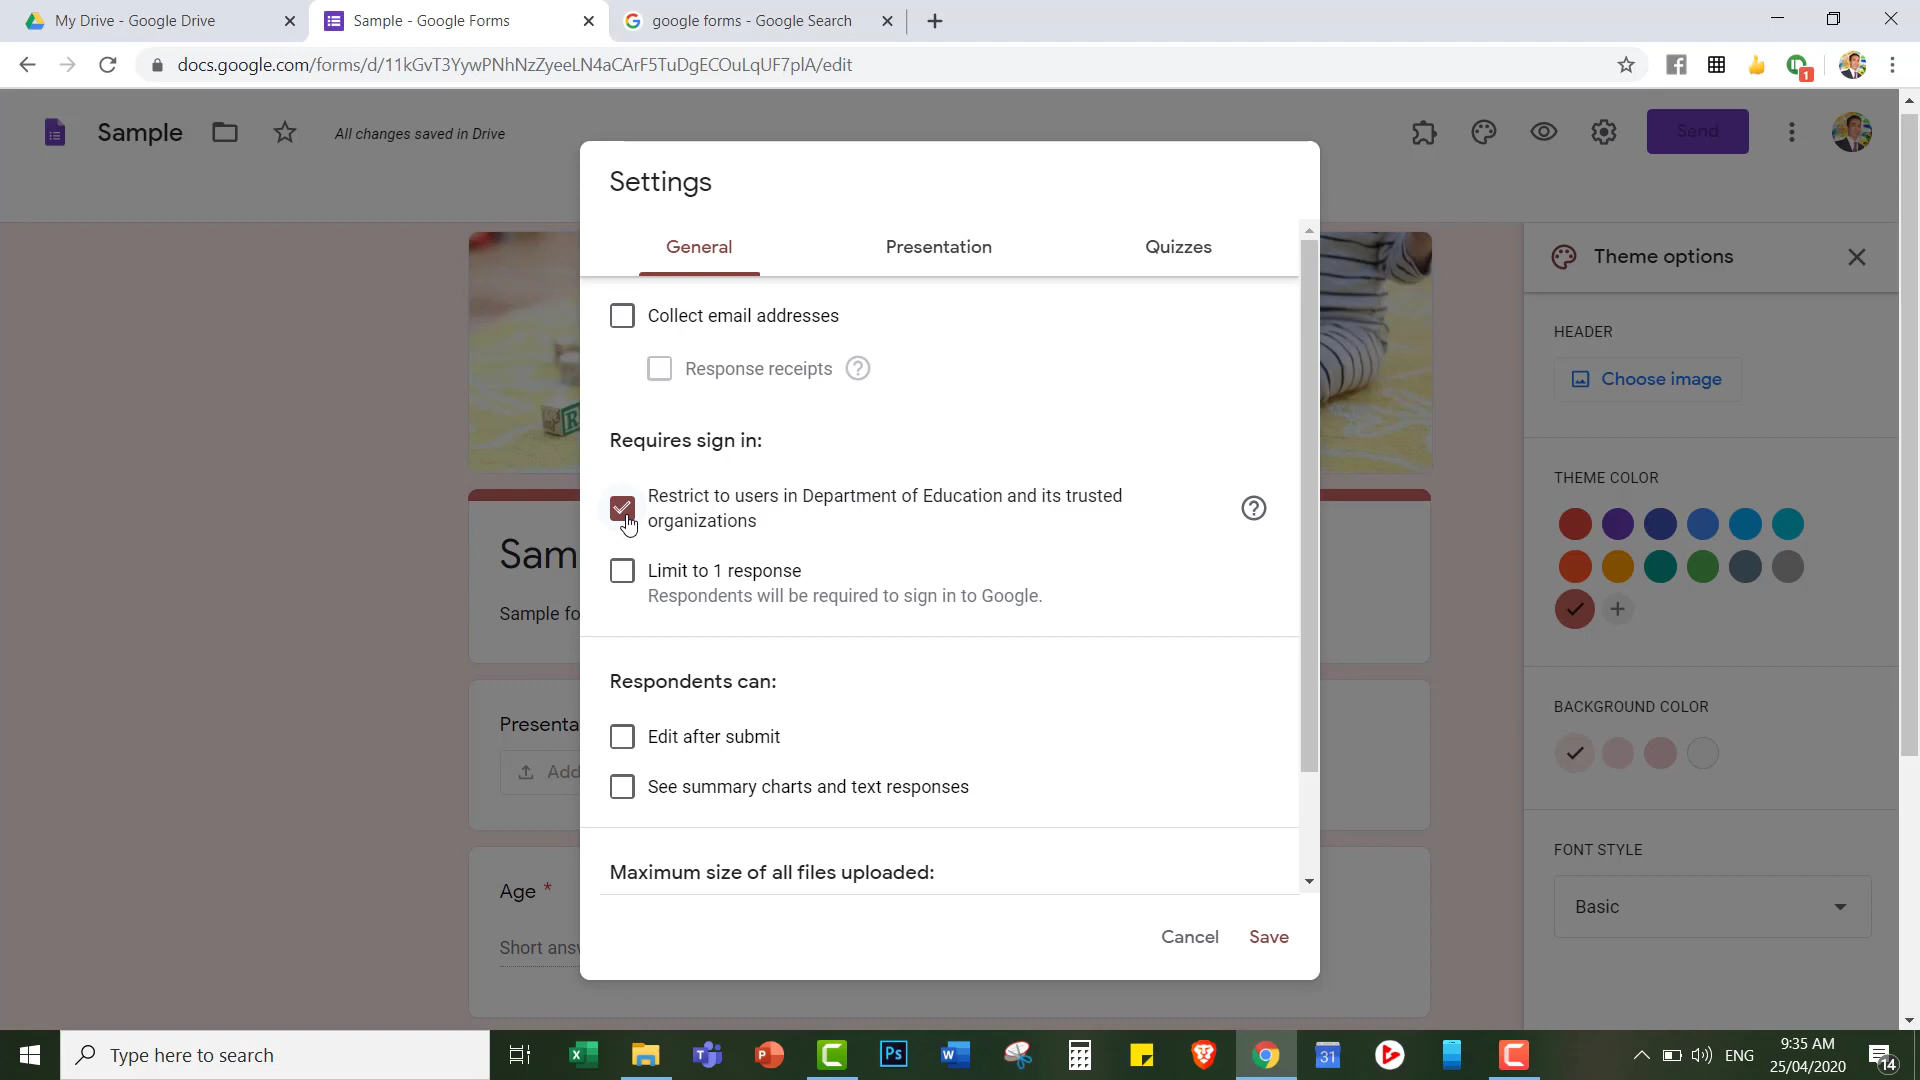 My Drive - Google Drive
Sample - Google Forms
google forms - Google Search
docs.google.com/forms/d/11kGvT3YywPNhNzZyeeLN4aCArF5TuDgECOuLqUF7plA/edit
1
Sample
All changes saved in Drive
Send
Settings
General
Presentation
Quizzes
Collect email addresses
Response receipts
Requires sign in:
Restrict to users in Department of Education and its trusted
organizations
Limit to 1 response
Respondents will be required to sign in to Google.
Respondents can:
Edit after submit
See summary charts and text responses
Maximum size of all files uploaded:
Cancel
Save
Sam
Sample fo
Presenta
Add
Age *
Short ans
Theme options
HEADER
Choose image
THEME COLOR
BACKGROUND COLOR
FONT STYLE
Basic
Type here to search
Ps
31
ENG
9:35 AM
25/04/2020
14